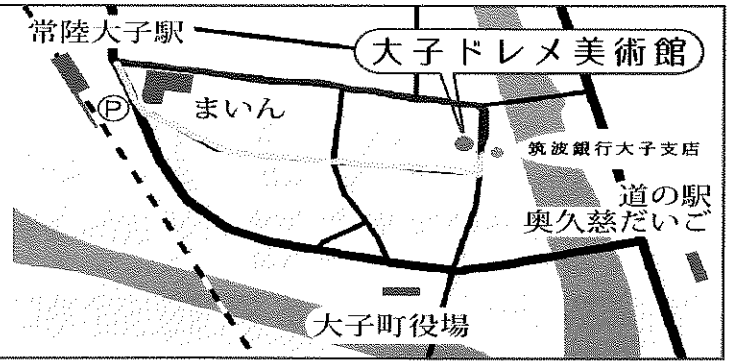 常陸大子駅
大子ドレメ美術館
P
まいん
筑波銀行大子支店
道の駅
奥久慈だいご
大子町役場